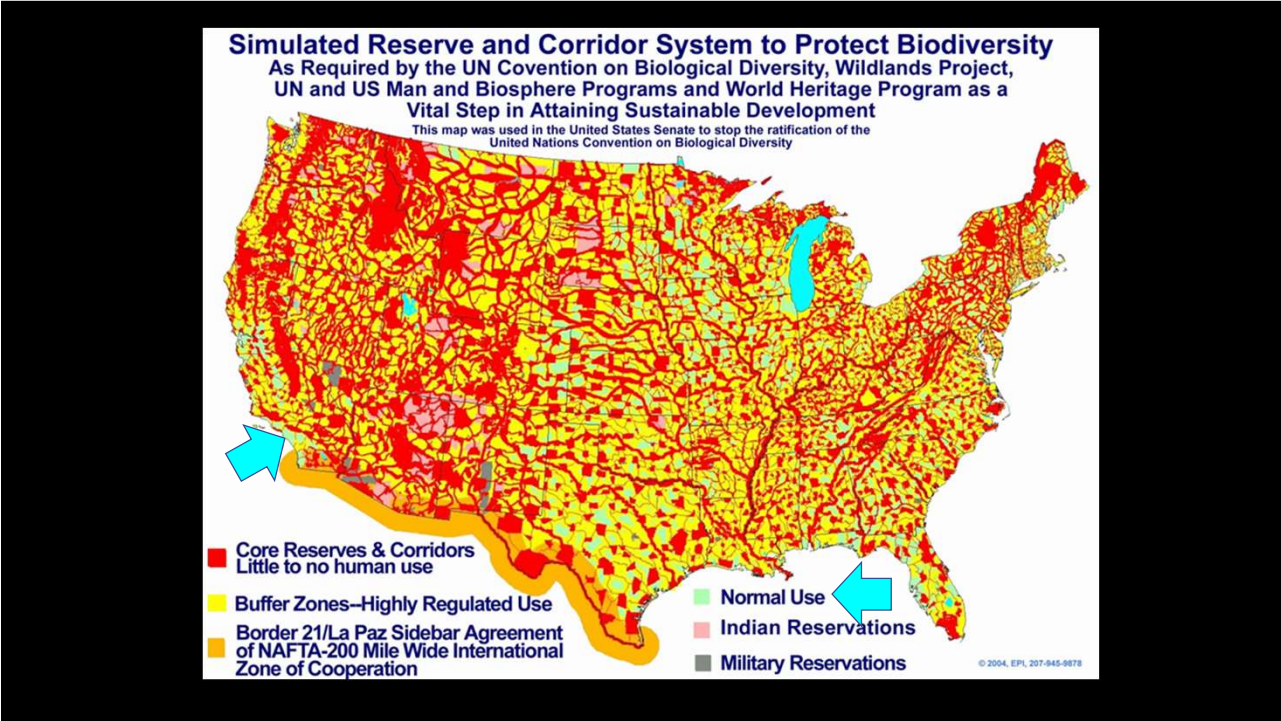 Simulated Reserve and Corridor System to Protect Biodiversity
As Required by the UN Covention on Biological Diversity, Wildlands Project,
UN and US Man and Biosphere Programs and World Heritage Program as a
Vital Step in Attaining Sustainable Development
This map was used in the United States Senate to stop the ratification of the
United Nations Convention on Biological Diversity
Core Reserves & Corridors
Little to no human use
Buffer Zones--Highly Regulated Use
Border 21/La Paz Sidebar Agreement
of NAFTA-200 Mile Wide International
Zone of Cooperation
Normal Use
Indian Reservations
Military Reservations
© 2004, EPI, 207-945-9878